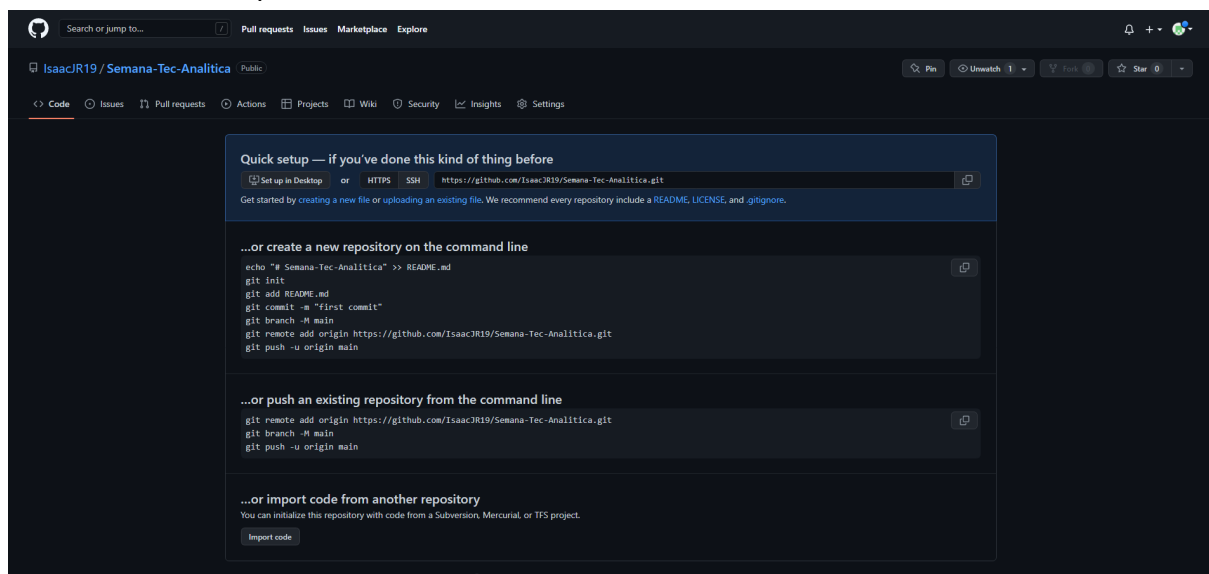 Search or jump to... /
Pull requests Issues Marketplace Explore
IsaacJR19 / Semana-Tec-Analitica Public
Pin Unwatch 1 Fork 0 Star 0
Code Issues Pull requests Actions Projects Wiki Security Insights Settings
Quick setup — if you've done this kind of thing before
Set up in Desktop or HTTPS SSH https://github.com/IsaacJR19/Semana-Tec-Analitica.git
Get started by creating a new file or uploading an existing file. We recommend every repository include a README, LICENSE, and .gitignore.
...or create a new repository on the command line
echo "# Semana-Tec-Analitica" >> README.md
git init
git add README.md
git commit -m "first commit"
git branch -M main
git remote add origin https://github.com/IsaacJR19/Semana-Tec-Analitica.git
git push -u origin main
...or push an existing repository from the command line
git remote add origin https://github.com/IsaacJR19/Semana-Tec-Analitica.git
git branch -M main
git push -u origin main
...or import code from another repository
You can initialize this repository with code from a Subversion, Mercurial, or TFS project.
Import code